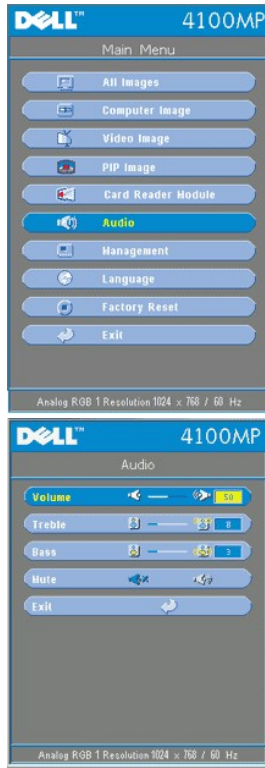 DELL™ 4100MP
Main Menu
All Images
Computer Image
Video Image
PIP Image
Card Reader Module
Audio
Management
Language
Factory Reset
Exit
Analog RGB 1 Resolution 1024 x 768 / 60 Hz
DELL™ 4100MP
Audio
Volume 50
Treble 8
Bass 3
Mute
Exit
Analog RGB 1 Resolution 1024 x 768 / 60 Hz